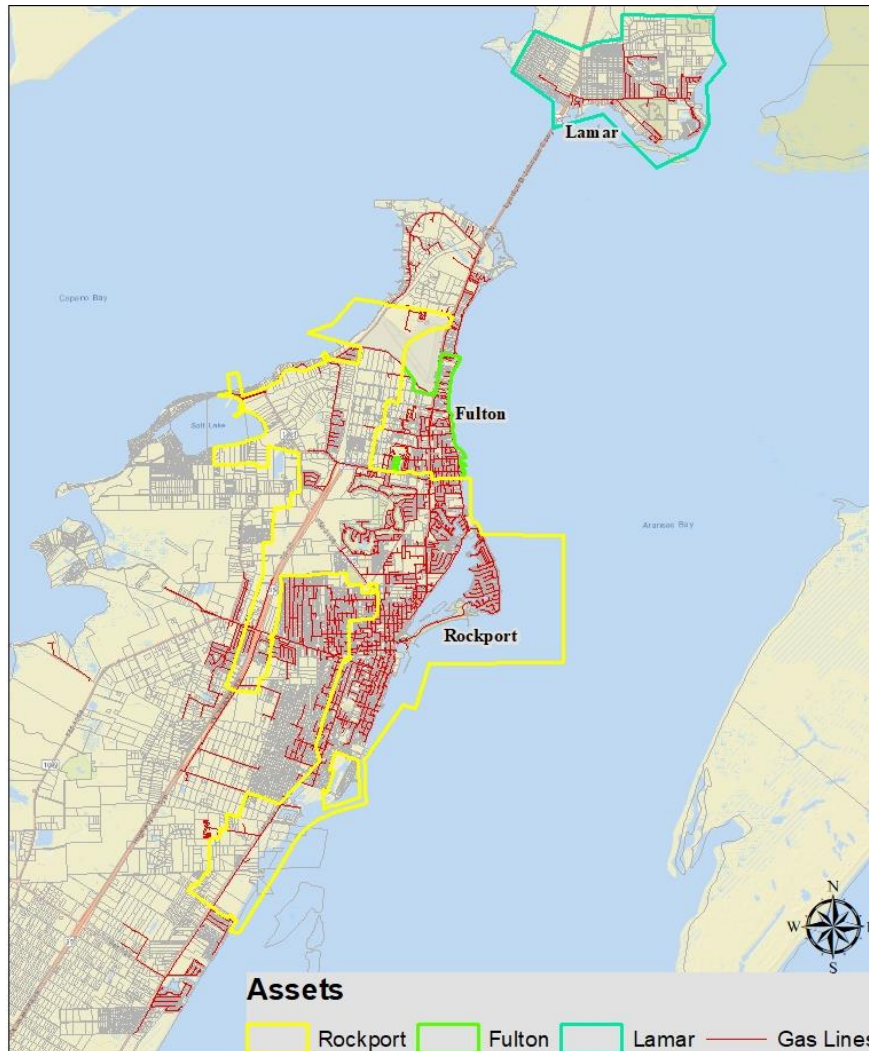 Lamar
Copano Bay
Fulton
Salt Lake
Aransas Bay
Rockport
N
W
S
Assets
Rockport Fulton Lamar Gas Lines